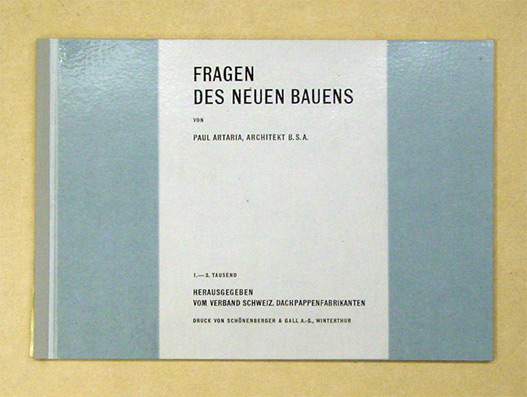 FRAGEN
DES NEUEN BAUENS
VON
PAUL ARTARIA, ARCHITEKT B.S.A.
1.—3. TAUSEND
HERAUSGEGEBEN
VOM VERBAND SCHWEIZ. DACHPAPPENFABRIKANTEN
DRUCK VON SCHÖNENBERGER & GALL A.-G., WINTERTHUR